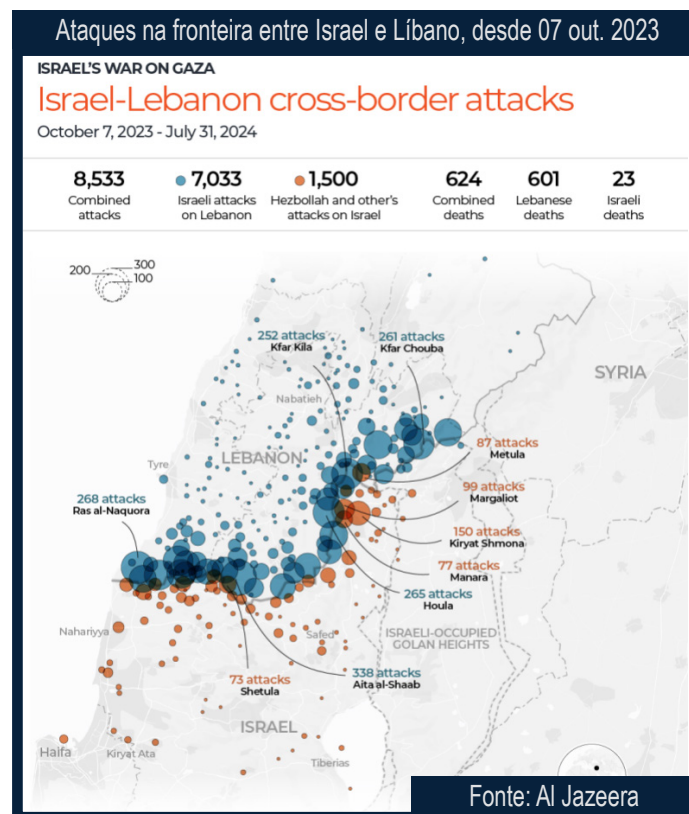 Ataques na fronteira entre Israel e Líbano, desde 07 out. 2023
ISRAEL'S WAR ON GAZA
Israel-Lebanon cross-border attacks
October 7, 2023 - July 31, 2024
8,533
Combined
attacks
7,033
Israeli attacks
on Lebanon
1,500
Hezbollah and other's
attacks on Israel
624
Combined
deaths
601
Lebanese
deaths
23
Israeli
deaths
200
300
100
252 attacks
Kfar Kila
261 attacks
Kfar Chouba
SYRIA
Nabatieh
LEBANON
87 attacks
Metula
Tyre
99 attacks
Margaliot
268 attacks
Ras al-Naquora
150 attacks
Kiryat Shmona
77 attacks
Manara
265 attacks
Houla
Nahariyya
Safed
ISRAELI-OCCUPIED
GOLAN HEIGHTS
73 attacks
Shetula
338 attacks
Aita al-Shaab
ISRAEL
Haifa
Kiryat Ata
Tiberias
Fonte: Al Jazeera